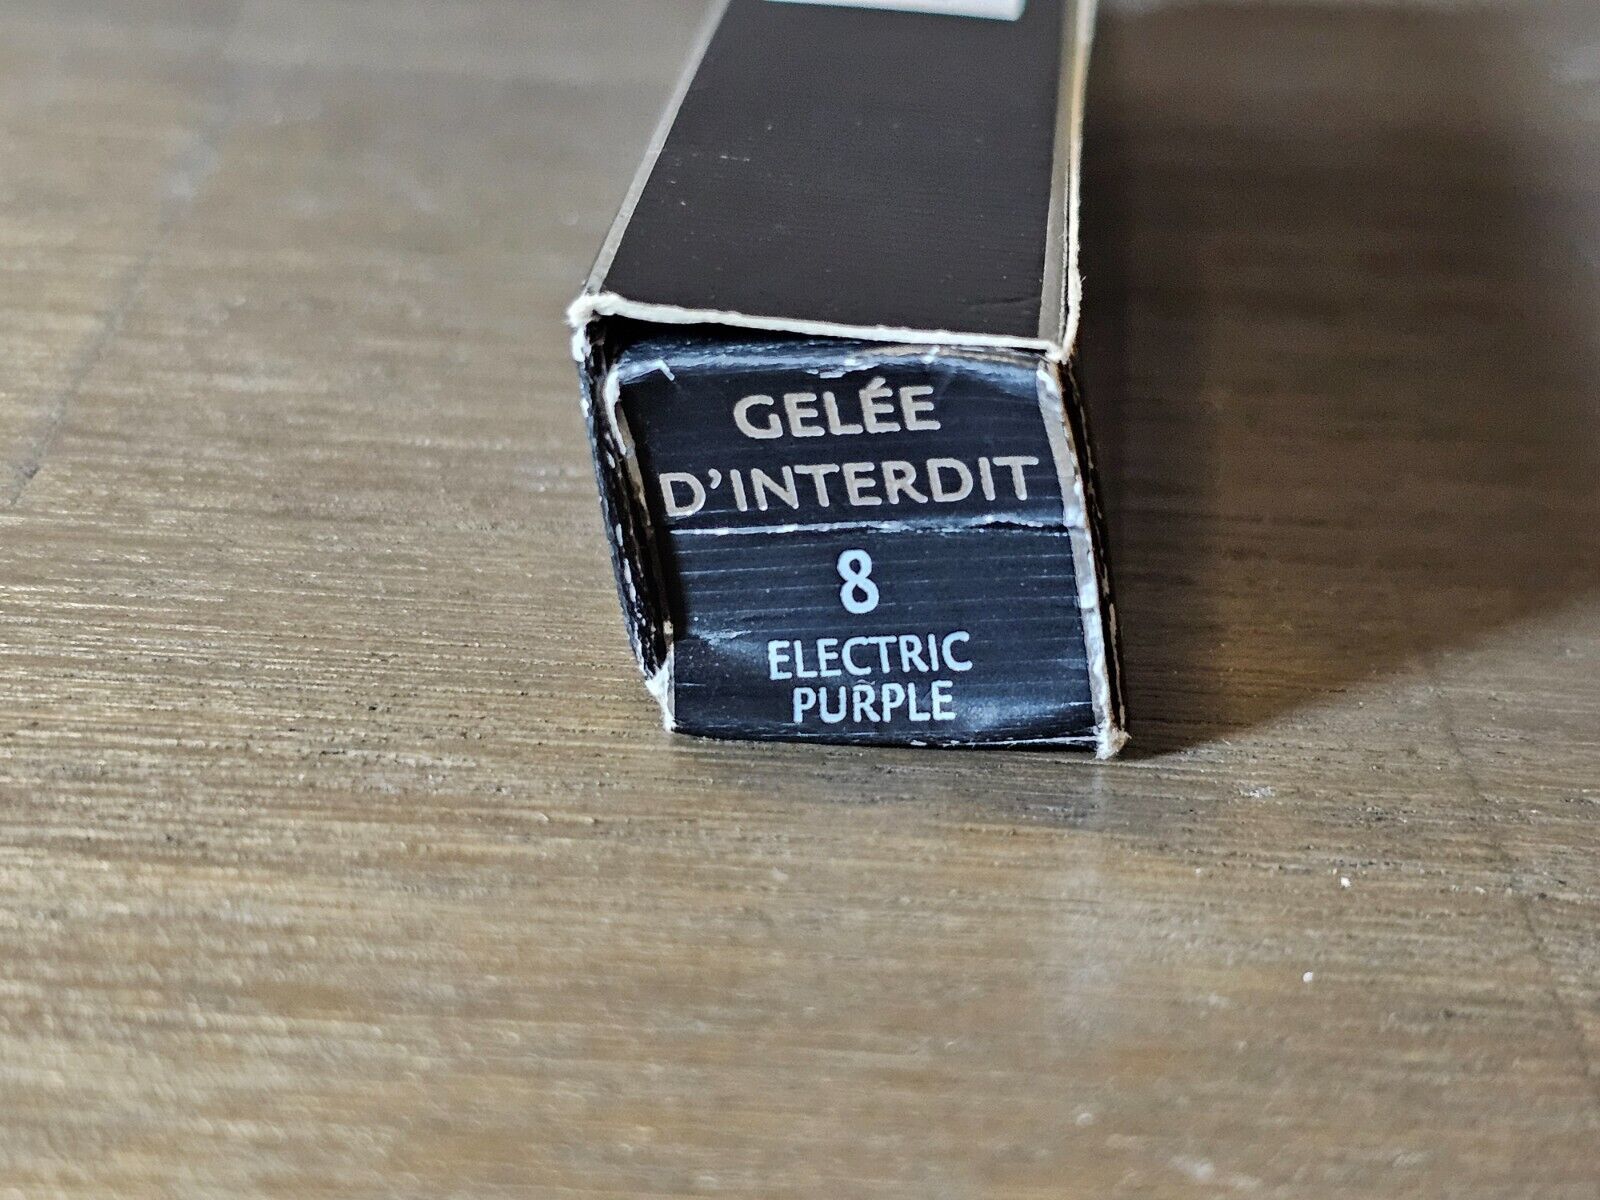 GELÉE
D'INTERDIT
8
ELECTRIC
PURPLE